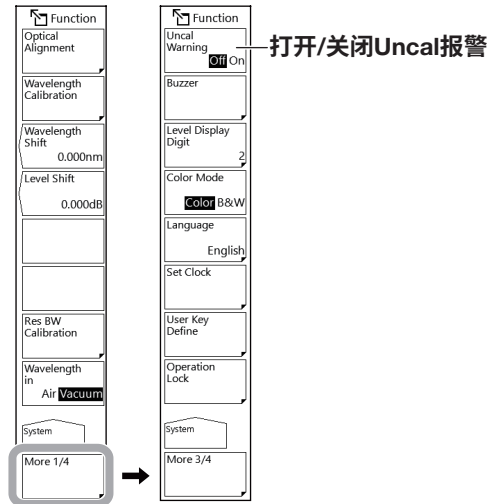 Function
Optical
Alignment
Wavelength
Calibration
Wavelength
Shift
0.000nm
Level Shift
0.000dB
Res BW
Calibration
Wavelength
in
Air Vacuum
System
More 1/4
Function
Uncal
Warning
Off On
Buzzer
Level Display
Digit
2
Color Mode
Color B&W
Language
English
Set Clock
User Key
Define
Operation
Lock
System
More 3/4
打开/关闭Uncal报警